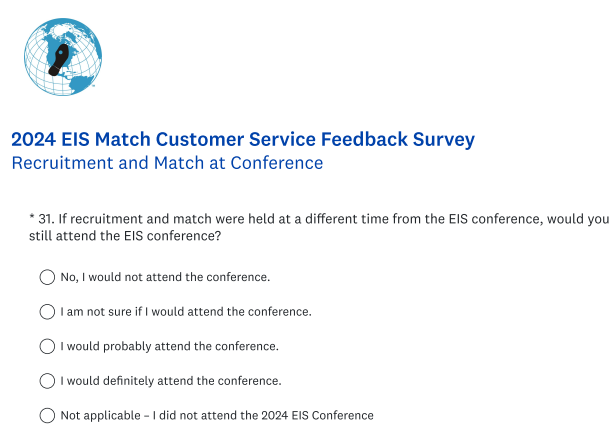 2024 EIS Match Customer Service Feedback Survey
Recruitment and Match at Conference
* 31. If recruitment and match were held at a different time from the EIS conference, would you
still attend the EIS conference?
No, I would not attend the conference.
I am not sure if I would attend the conference.
I would probably attend the conference.
I would definitely attend the conference.
Not applicable – I did not attend the 2024 EIS Conference